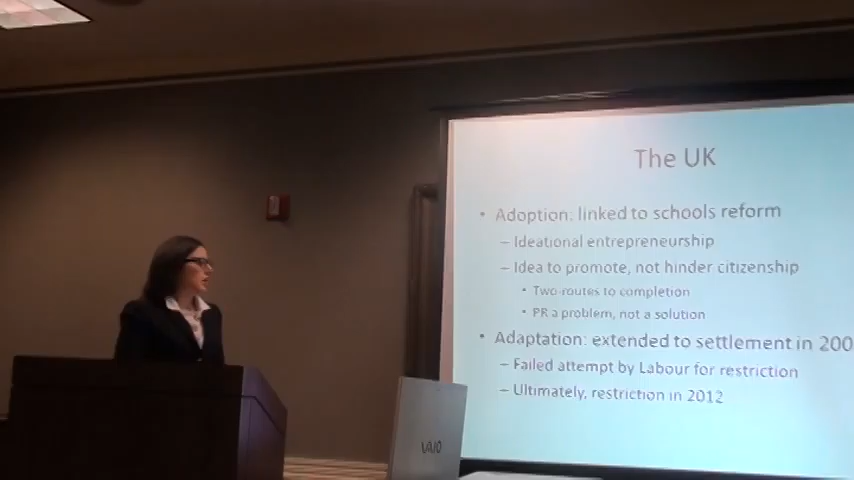 The UK
• Adoption: linked to schools reform
– Ideational entrepreneurship
– Idea to promote, not hinder citizenship
• Two-routes to completion
• PR a problem, not a solution
• Adaptation: extended to settlement in 200
– Failed attempt by Labour for restriction
– Ultimately, restriction in 2012
VAIO